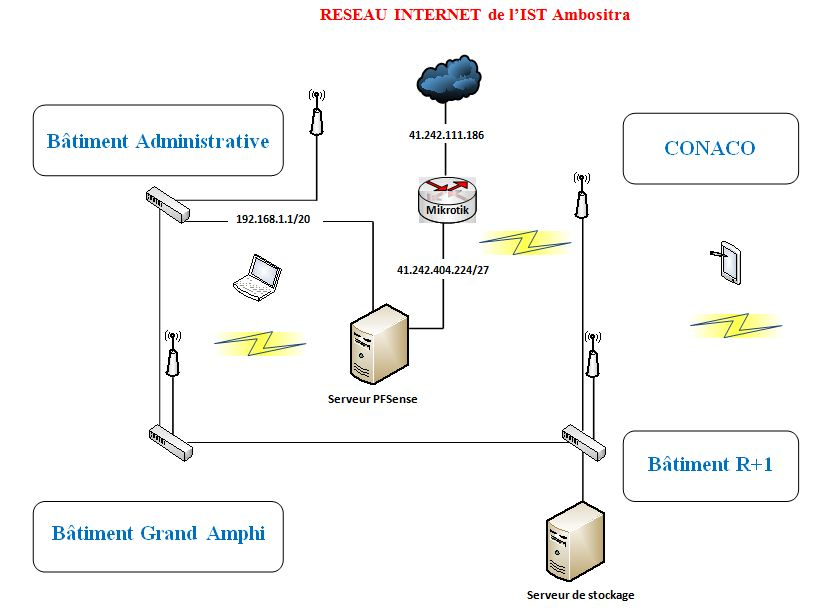 RESEAU INTERNET de l'IST Ambositra
41.242.111.186
Bâtiment Administrative
CONACO
Mikrotik
192.168.1.1/20
41.242.404.224/27
Serveur PFSense
Bâtiment R+1
Bâtiment Grand Amphi
Serveur de stockage